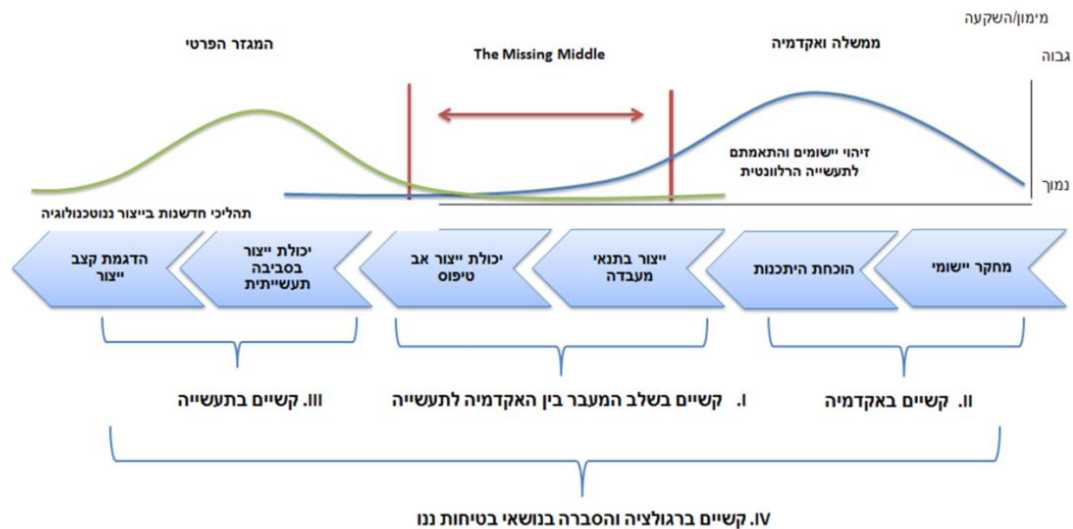 מימון/השקעה
ממשלה ואקדמיה
The Missing Middle
המגזר הפרטי
גבוה
זיהוי יישומים והתאמתם
לתעשייה הרלוונטית
נמוך
תהליכי חדשנות בייצור ננוטכנולוגיה
מחקר יישומי
הוכחת היתכנות
ייצור בתנאי
מעבדה
יכולת ייצור אב
טיפוס
יכולת ייצור
בסביבה
תעשייתית
הדגמת קצב
ייצור
II. קשיים באקדמיה
I. קשיים בשלב המעבר בין האקדמיה לתעשייה
III. קשיים בתעשייה
IV. קשיים ברגולציה והסברה בנושאי בטיחות ננו